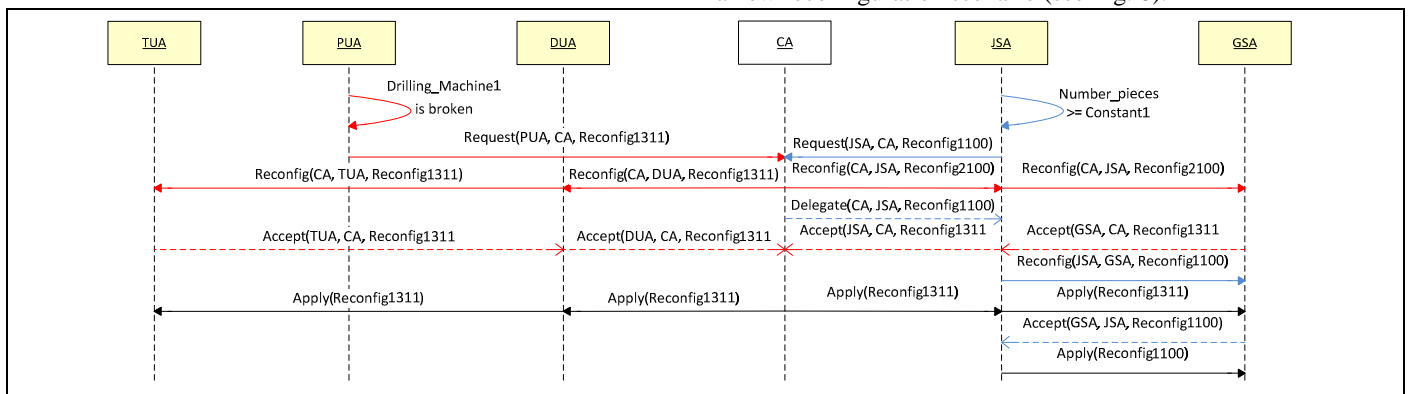 TUA
PUA
DUA
CA
JSA
GSA
Drilling_Machine1
is broken
Number_pieces
>= Constant1
Request(PUA, CA, Reconfig1311)
Request(JSA, CA, Reconfig1100)
Reconfig(CA, TUA, Reconfig1311)
Reconfig(CA, DUA, Reconfig1311)
Reconfig(CA, JSA, Reconfig2100)
Reconfig(CA, JSA, Reconfig2100)
Delegate(CA, JSA, Reconfig1100)
Accept(TUA, CA, Reconfig1311
Accept(DUA, CA, Reconfig1311
Accept(JSA, CA, Reconfig1311
Accept(GSA, CA, Reconfig1311
Reconfig(JSA, GSA, Reconfig1100)
Apply(Reconfig1311)
Apply(Reconfig1311)
Apply(Reconfig1311)
Apply(Reconfig1311)
Accept(GSA, JSA, Reconfig1100)
Apply(Reconfig1100)